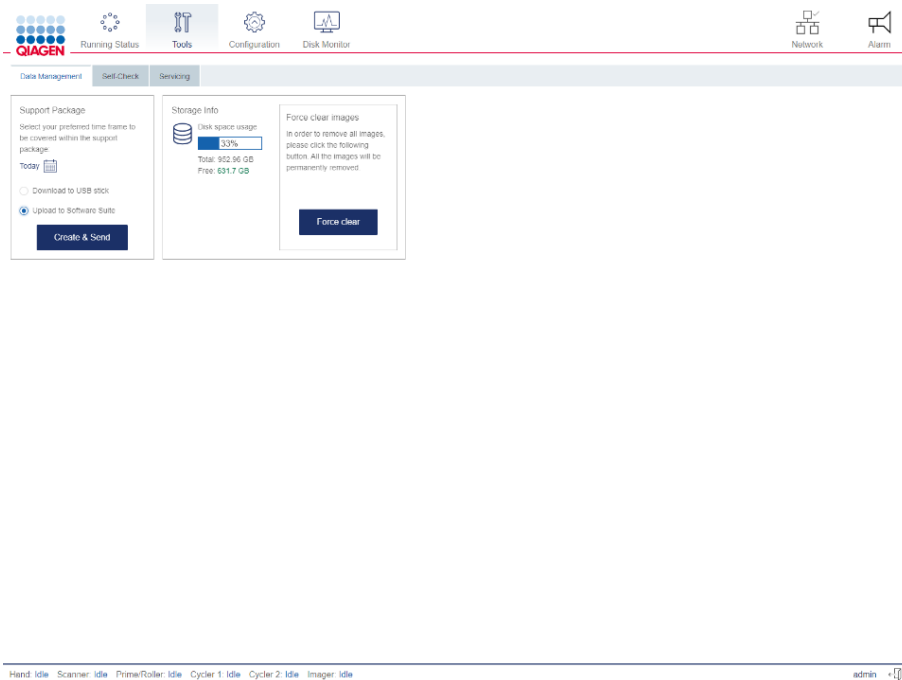 QIAGEN
Running Status
Tools
Configuration
Disk Monitor
Network
Alarm
Data Management
Self-Check
Servicing
Support Package
Select your preferred time frame to
be covered within the support
package:
Today
Download to USB stick
Upload to Software Suite
Create & Send
Storage Info
Disk space usage
33%
Total: 952.96 GB
Free: 631.7 GB
Force clear images
In order to remove all images,
please click the following
button. All the images will be
permanently removed
Force clear
Hand: Idle Scanner: Idle Prime/Roller: Idle Cycler 1: Idle Cycler 2: Idle Imager: Idle
admin